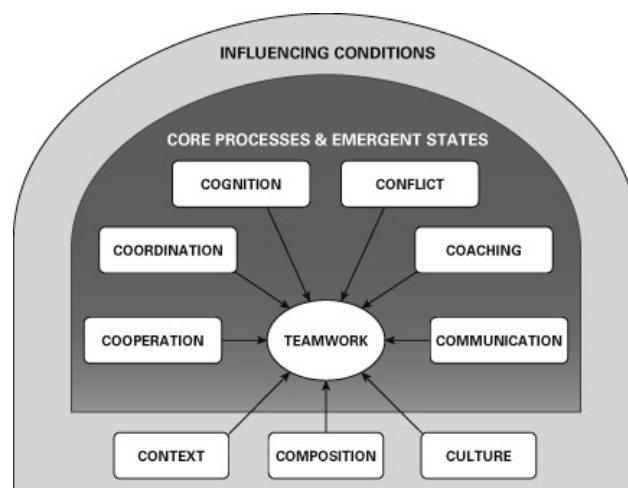 INFLUENCING CONDITIONS
CORE PROCESSES & EMERGENT STATES
COGNITION
CONFLICT
COORDINATION
COACHING
COOPERATION
TEAMWORK
COMMUNICATION
CONTEXT
COMPOSITION
CULTURE